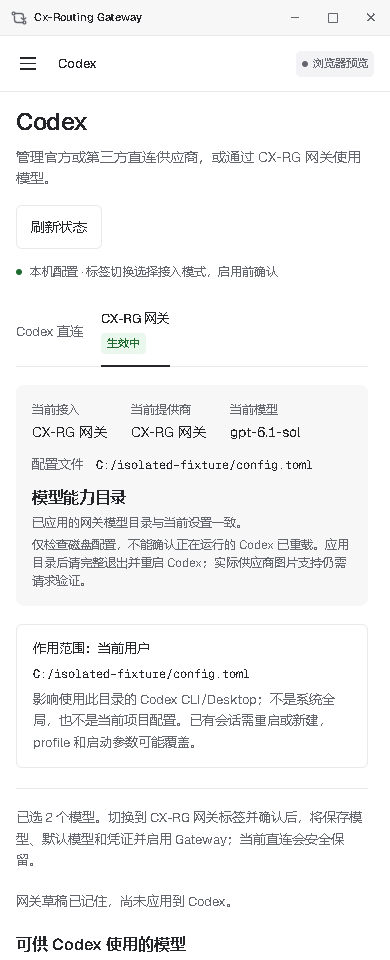 Cx-Routing Gateway
Codex
浏览器预览
Codex
管理官方或第三方直连供应商，或通过 CX-RG 网关使用
模型。
刷新状态
本机配置 · 标签切换选择接入模式，启用前确认
Codex 直连
CX-RG 网关
生效中
当前接入
当前提供商
当前模型
CX-RG 网关
CX-RG 网关
gpt-6.1-sol
配置文件 C:/isolated-fixture/config.toml
模型能力目录
已应用的网关模型目录与当前设置一致。
仅检查磁盘配置，不能确认正在运行的 Codex 已重载。应用
目录后请完整退出并重启 Codex；实际供应商图片支持仍需
请求验证。
作用范围：当前用户
C:/isolated-fixture/config.toml
影响使用此目录的 Codex CLI/Desktop；不是系统全
局，也不是当前项目配置。已有会话需重启或新建，
profile 和启动参数可能覆盖。
已选 2 个模型。切换到 CX-RG 网关标签并确认后，将保存模
型、默认模型和凭证并启用 Gateway；当前直连会安全保
留。
网关草稿已记住，尚未应用到 Codex。
可供 Codex 使用的模型